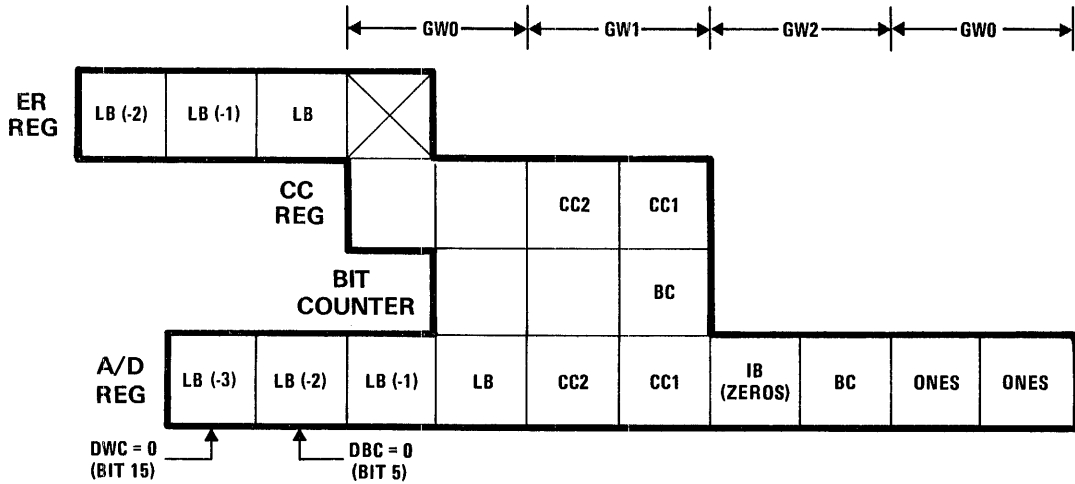 GW0 GW1 GW2 GW0
ER
REG
LB (-2) LB (-1) LB
CC
REG
CC2 CC1
BIT
COUNTER
BC
A/D
REG
LB (-3) LB (-2) LB (-1) LB CC2 CC1 IB
(ZEROS) BC ONES ONES
DWC = 0
(BIT 15)
DBC = 0
(BIT 5)